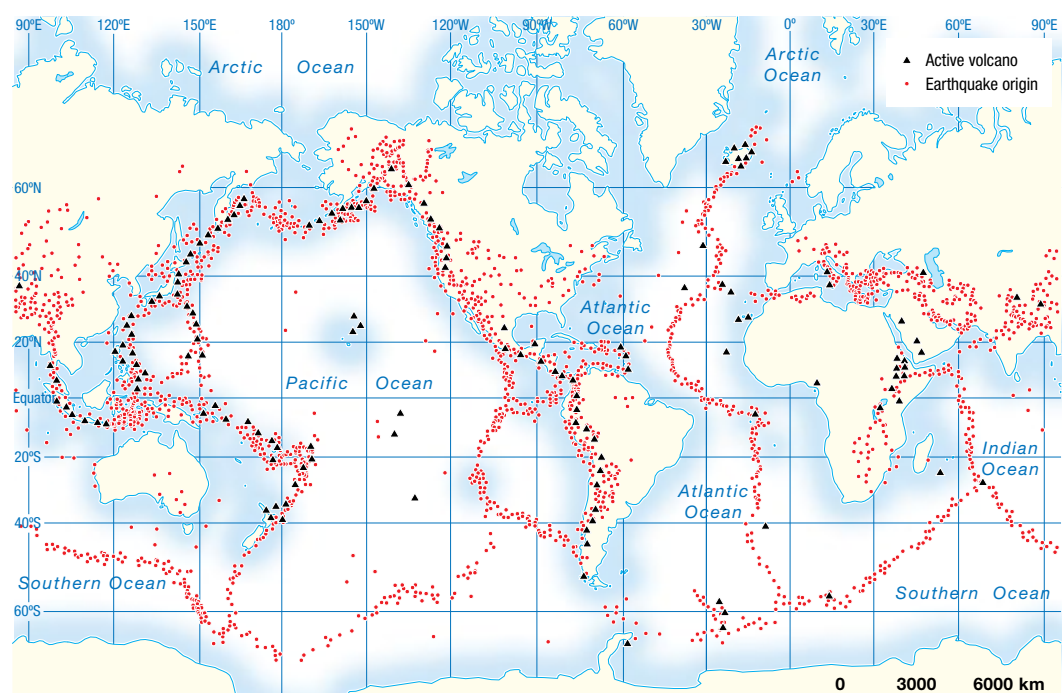 90°E 120°E 150°E 180° 150°W 120°W 90°W 60°W 30°W 0° 30°E 60°E 90°E
Arctic Ocean
Arctic
Ocean
Active volcano
Earthquake origin
60°N
40°N
Atlantic
Ocean
20°N
Pacific Ocean
Equator
Indian
Ocean
20°S
Atlantic
Ocean
40°S
Southern Ocean
Southern Ocean
60°S
0 3000 6000 km